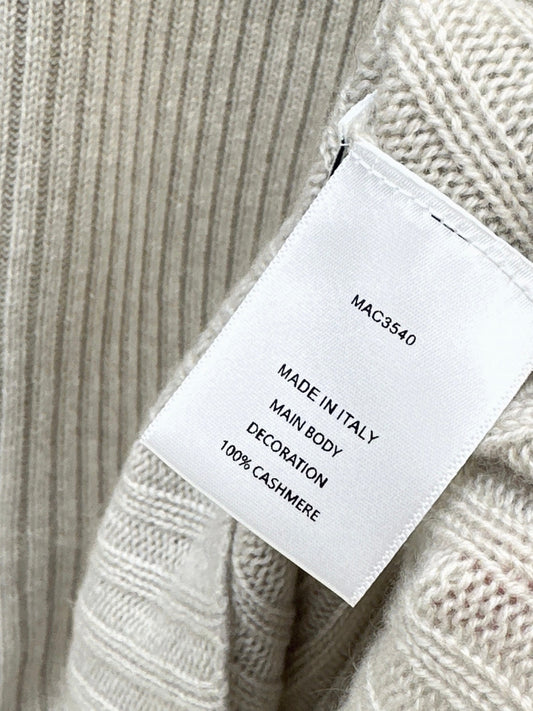 MAC3540
MADE IN ITALY
MAIN BODY
DECORATION
100% CASHMERE